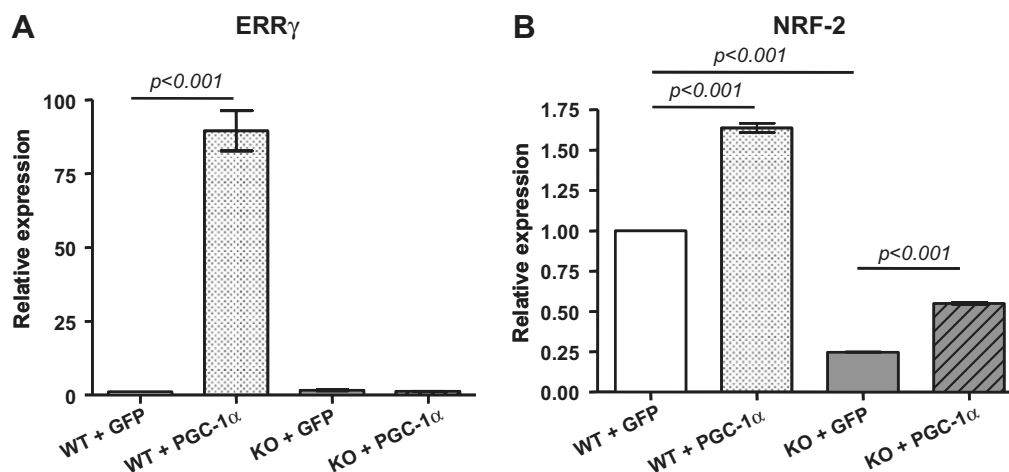 A
ERRγ
p<0.001
Relative expression
100
75
50
25
0
WT + GFP
WT + PGC-1α
KO + GFP
KO + PGC-1α
B
NRF-2
p<0.001
p<0.001
p<0.001
Relative expression
1.75
1.50
1.25
1.00
0.75
0.50
0.25
0.00
WT + GFP
WT + PGC-1α
KO + GFP
KO + PGC-1α